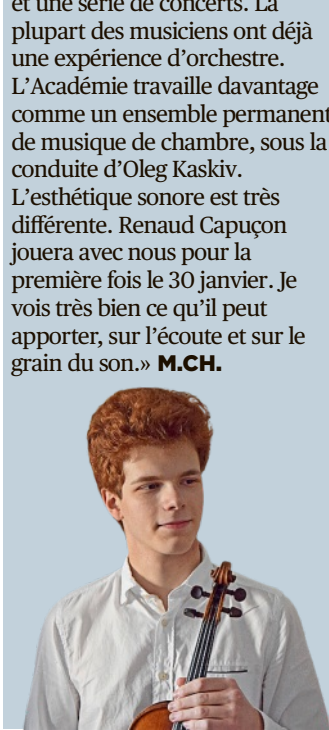 et une série de concerts. La
plupart des musiciens ont déjà
une expérience d’orchestre.
L’Académie travaille davantage
comme un ensemble permanent
de musique de chambre, sous la
conduite d’Oleg Kaskiv.
L’esthétique sonore est très
différente. Renaud Capuçon
jouera avec nous pour la
première fois le 30 janvier. Je
vois très bien ce qu’il peut
apporter, sur l’écoute et sur le
grain du son.» M.CH.